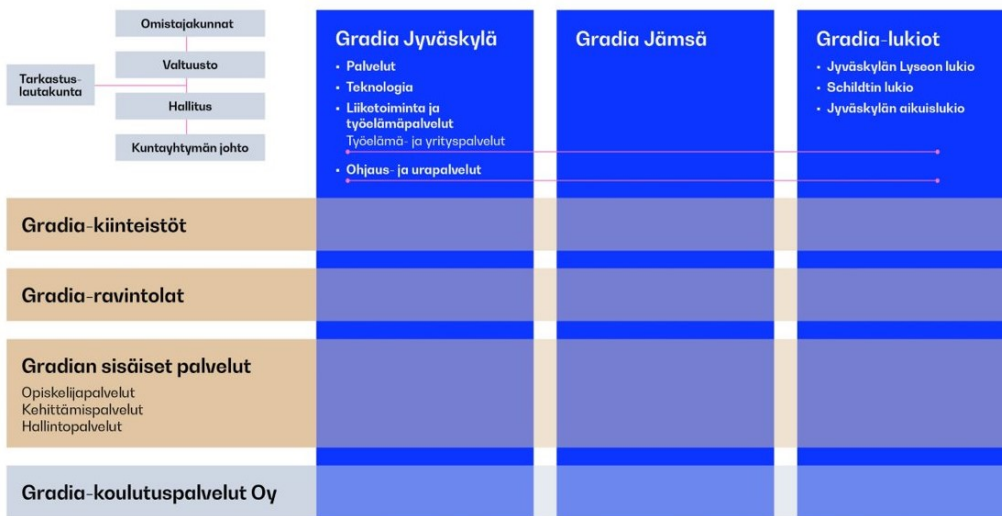 Omistajakunnat
Valtuusto
Tarkastus-
lautakunta
Hallitus
Kuntayhtymän johto
Gradia Jyväskylä
• Palvelut
• Teknologia
• Liiketoiminta ja
työelämäpalvelut
Työelämä- ja yrityspalvelut
• Ohjaus- ja urapalvelut
Gradia Jämsä
Gradia-lukiot
• Jyväskylän Lyseon lukio
• Schildtin lukio
• Jyväskylän aikuislukio
Gradia-kiinteistöt
Gradia-ravintolat
Gradian sisäiset palvelut
Opiskelijapalvelut
Kehittämispalvelut
Hallintopalvelut
Gradia-koulutuspalvelut Oy